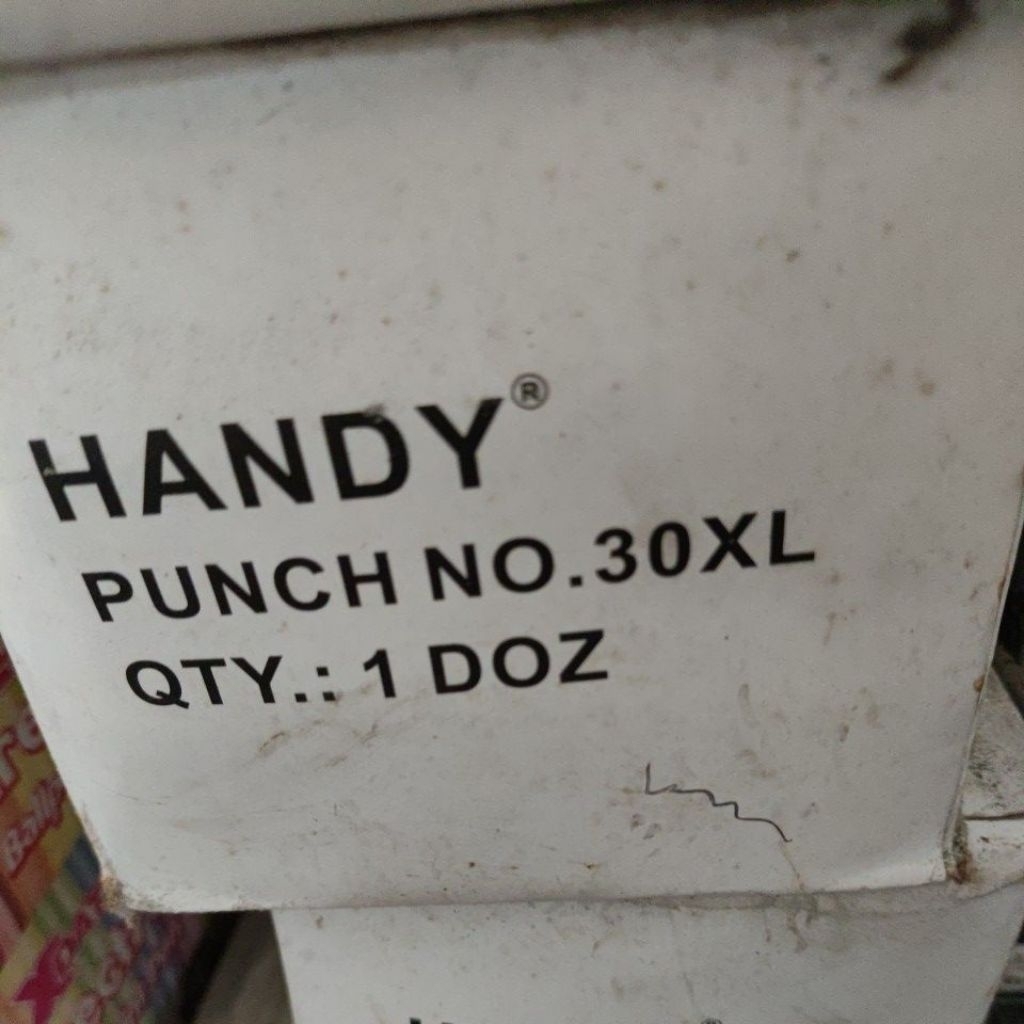 HANDY®
PUNCH NO.30XL
QTY.: 1 DOZ